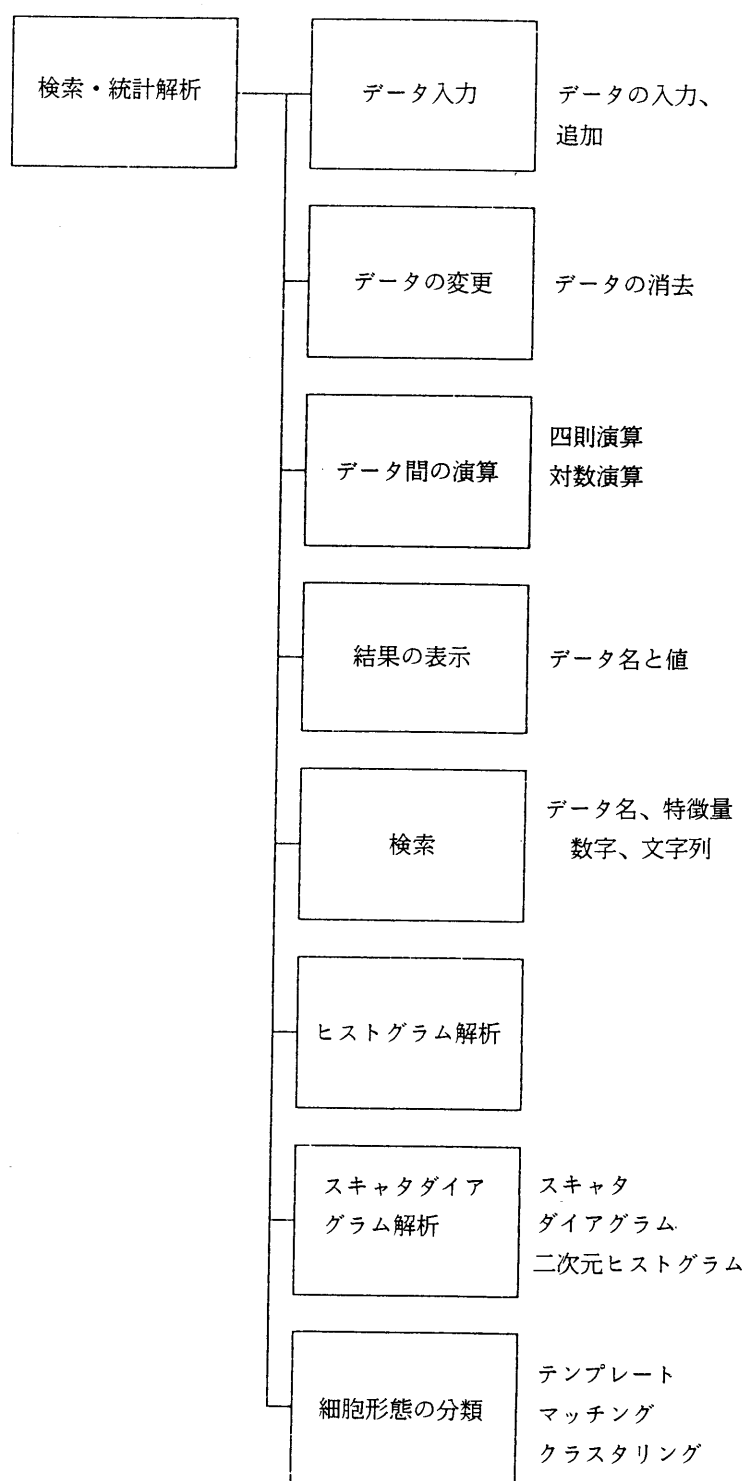 検索・統計解析
データ入力
データの入力、
追加
データの変更
データの消去
データ間の演算
四則演算
対数演算
結果の表示
データ名と値
検索
データ名、特徴量
数字、文字列
ヒストグラム解析
スキャタダイア
グラム解析
スキャタ
ダイアグラム
二次元ヒストグラム
細胞形態の分類
テンプレート
マッチング
クラスタリング